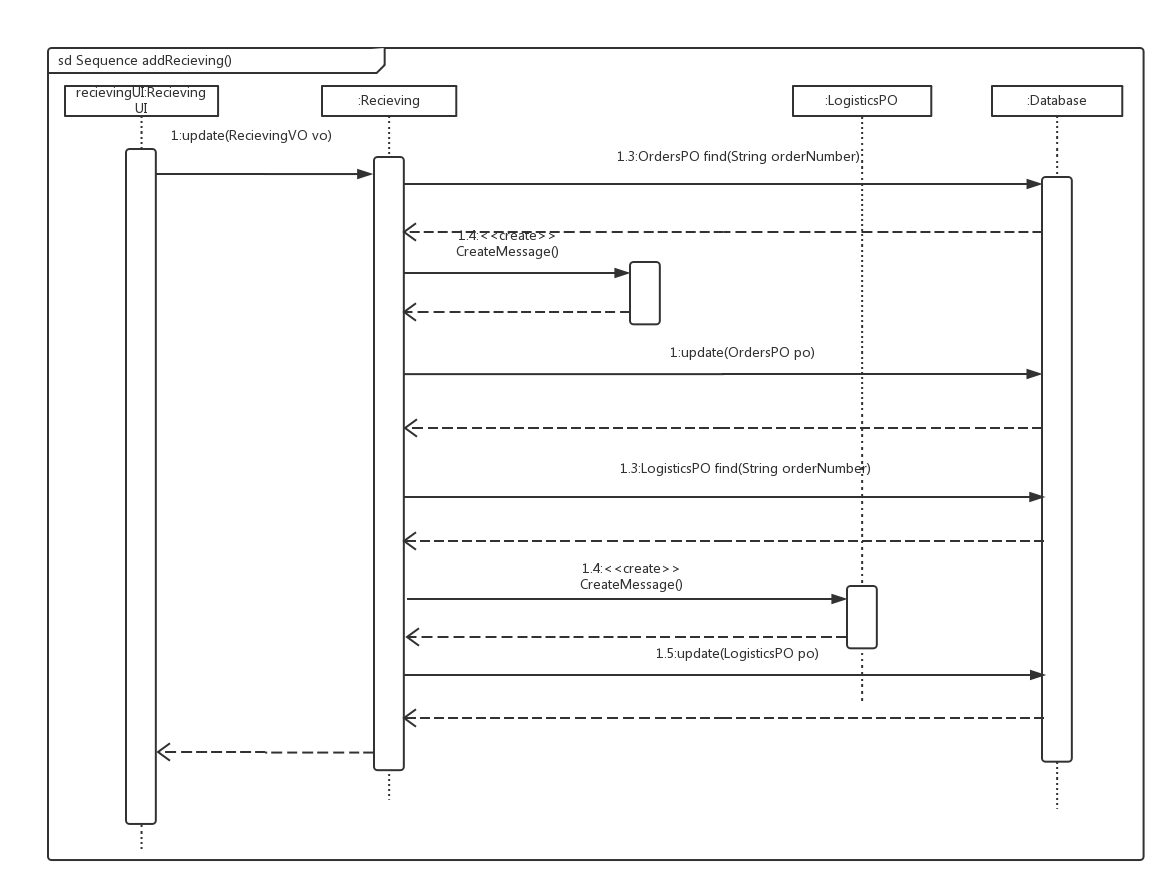 sd Sequence addRecieving()
recievingUI:Recieving
UI
:Recieving
:LogisticsPO
:Database
1:update(RecievingVO vo)
1.3:OrdersPO find(String orderNumber)
1.4:<<create>>
CreateMessage()
1:update(OrdersPO po)
1.3:LogisticsPO find(String orderNumber)
1.4:<<create>>
CreateMessage()
1.5:update(LogisticsPO po)